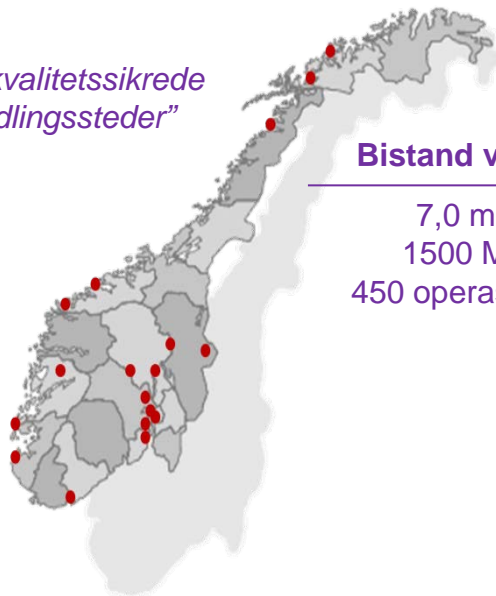 kvalitetssikrede
dlingssteder”
Bistand v
7,0 m
1500 M
450 opera